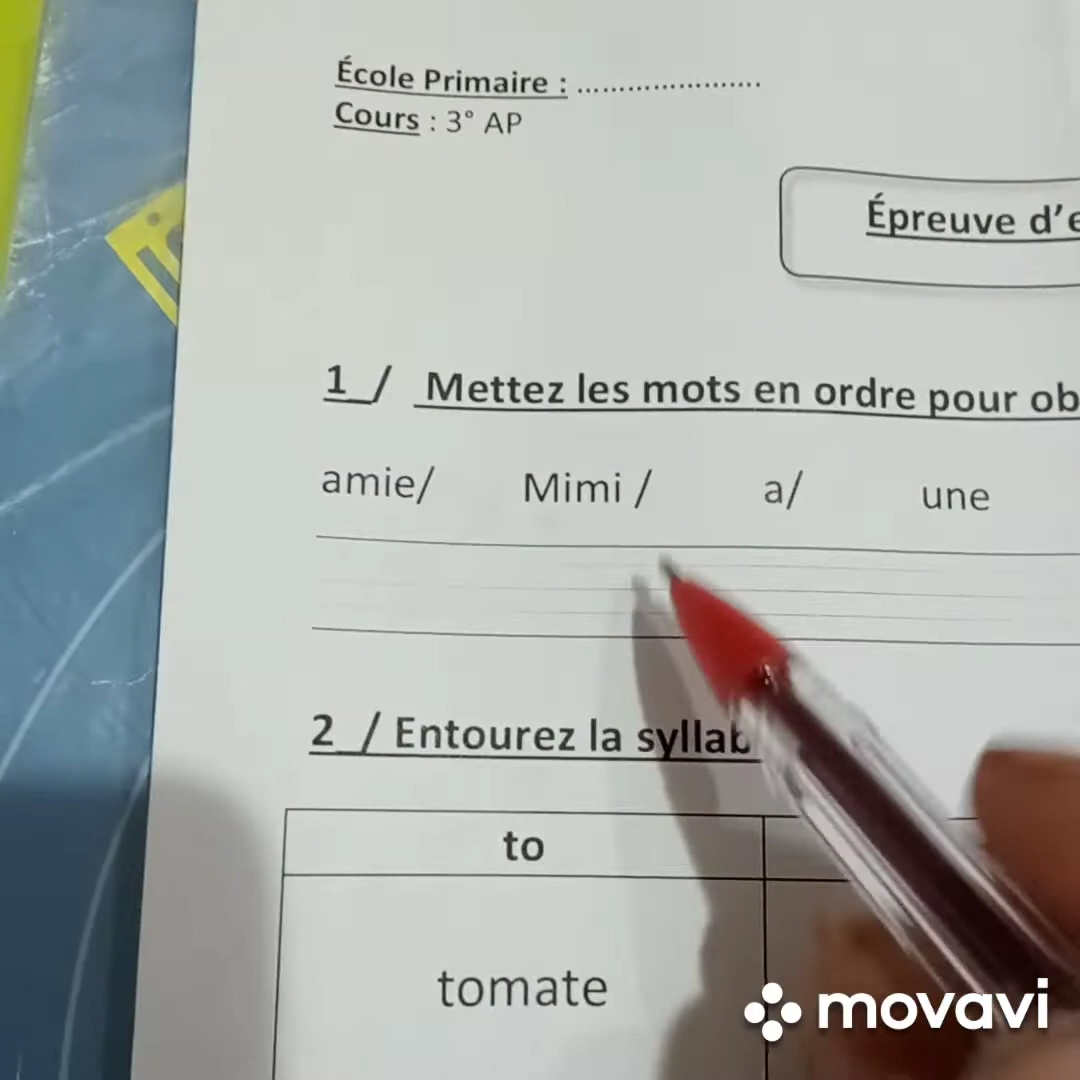 École Primaire : ......................
Cours : 3° AP
Épreuve d'e
1 / Mettez les mots en ordre pour ob
amie/ Mimi / a/ une
2 / Entourez la syllab
to
tomate
movavi